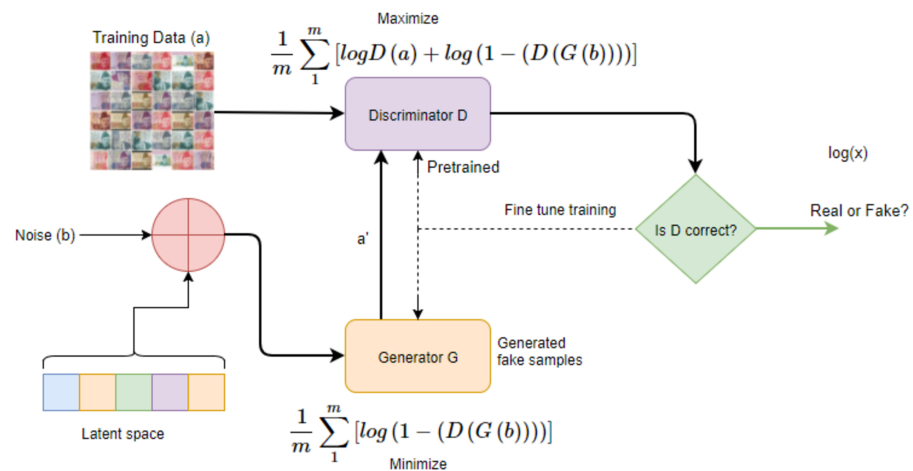 Training Data (a)
Maximize
\frac{1}{m} \sum_{1}^{m} [logD (a) + log (1 - (D (G (b))))]
Discriminator D
Pretrained
log(x)
Fine tune training
Is D correct?
Real or Fake?
Noise (b)
a'
Generator G
Generated
fake samples
Latent space
\frac{1}{m} \sum_{1}^{m} [log (1 - (D (G (b))))]
Minimize